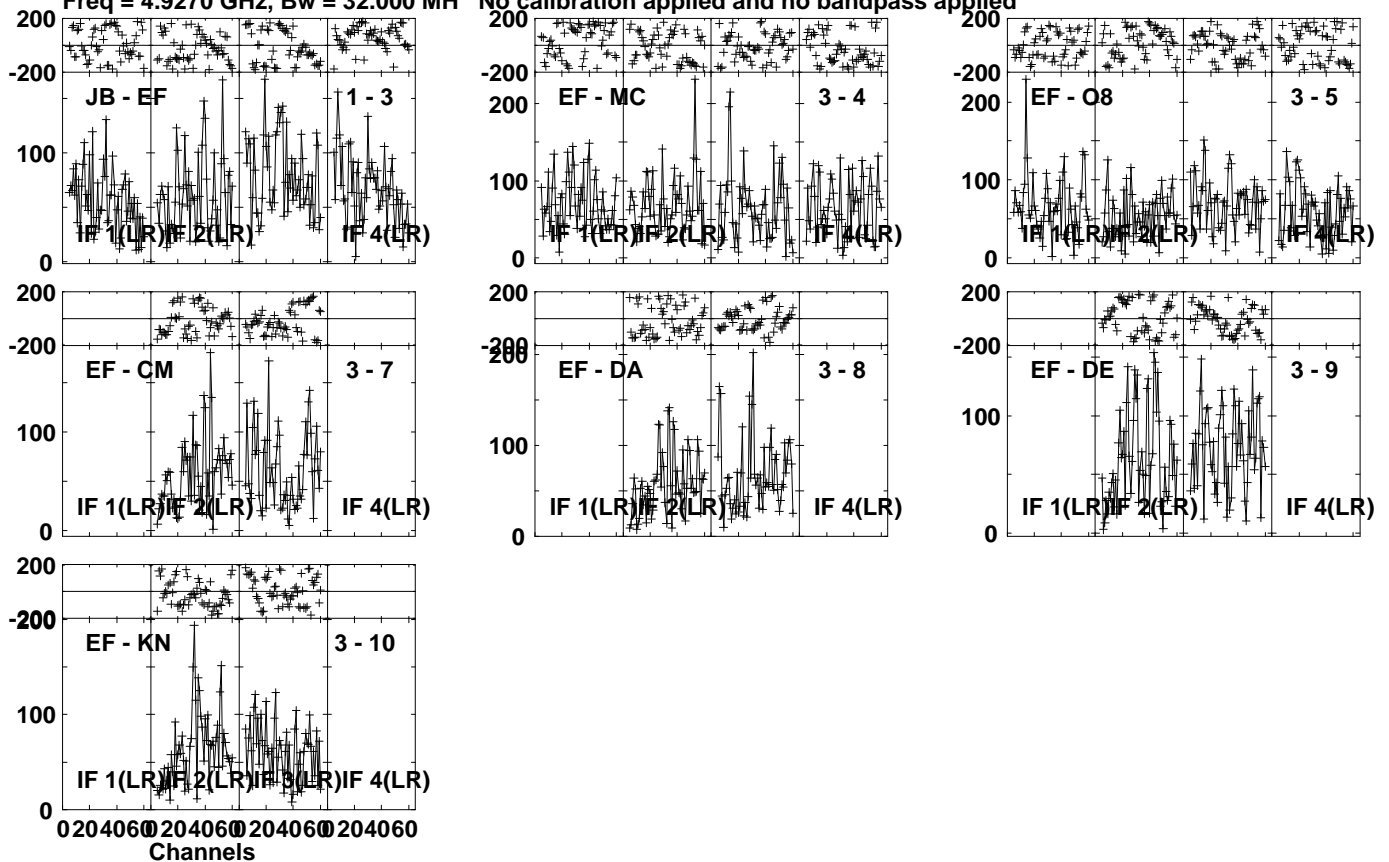 Freq = 4.9270 GHz, Bw = 32.000 MH   No calibration applied and no bandpass applied
200
-200
JB - EF
1 - 3
100
0
IF 1(LR)
IF 2(LR)
IF 4(LR)
EF - MC
3 - 4
200
-200
200
100
0
IF 1(LR)
IF 2(LR)
IF 4(LR)
EF - O8
3 - 5
200
-200
200
100
0
IF 1(LR)
IF 2(LR)
IF 4(LR)
200
-200
EF - CM
3 - 7
100
0
IF 1(LR)
IF 2(LR)
IF 4(LR)
200
-200
200
EF - DA
3 - 8
100
0
IF 1(LR)
IF 2(LR)
IF 4(LR)
200
-200
EF - DE
3 - 9
100
0
IF 1(LR)
IF 2(LR)
IF 4(LR)
200
-200
200
EF - KN
3 - 10
100
0
IF 1(LR)
IF 2(LR)
IF 3(LR)
IF 4(LR)
0 20 40 60
0 20 40 60
0 20 40 60
0 20 40 60
Channels